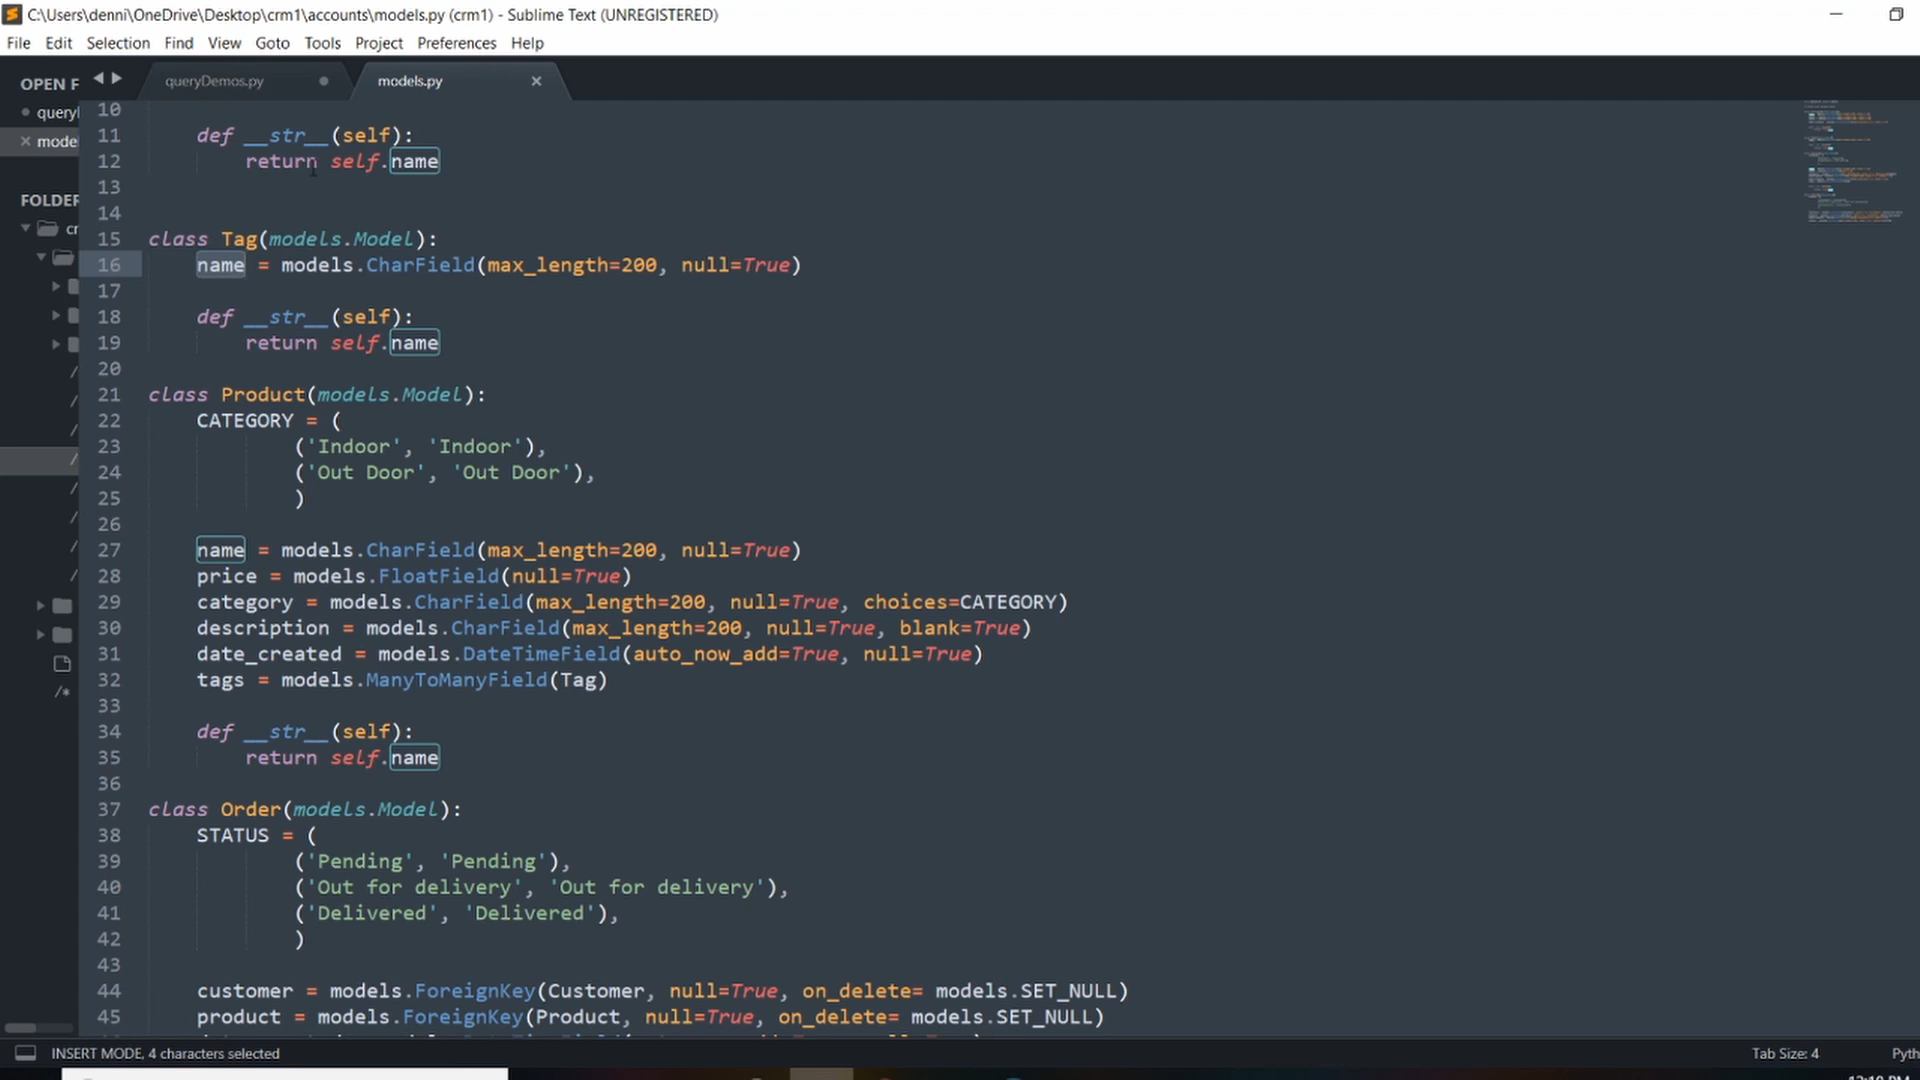 C:\Users\denni\OneDrive\Desktop\crm1\accounts\models.py (crm1) - Sublime Text (UNREGISTERED)
File Edit Selection Find View Goto Tools Project Preferences Help
OPEN F
queryDemos.py
models.py
query
mode
FOLDER
cr
10
11 def __str__(self):
12 return self.name
13
14
15 class Tag(models.Model):
16 name = models.CharField(max_length=200, null=True)
17
18 def __str__(self):
19 return self.name
20
21 class Product(models.Model):
22 CATEGORY = (
23 ('Indoor', 'Indoor'),
24 ('Out Door', 'Out Door'),
25 )
26
27 name = models.CharField(max_length=200, null=True)
28 price = models.FloatField(null=True)
29 category = models.CharField(max_length=200, null=True, choices=CATEGORY)
30 description = models.CharField(max_length=200, null=True, blank=True)
31 date_created = models.DateTimeField(auto_now_add=True, null=True)
32 tags = models.ManyToManyField(Tag)
33
34 def __str__(self):
35 return self.name
36
37 class Order(models.Model):
38 STATUS = (
39 ('Pending', 'Pending'),
40 ('Out for delivery', 'Out for delivery'),
41 ('Delivered', 'Delivered'),
42 )
43
44 customer = models.ForeignKey(Customer, null=True, on_delete= models.SET_NULL)
45 product = models.ForeignKey(Product, null=True, on_delete= models.SET_NULL)
/*
INSERT MODE, 4 characters selected
Tab Size: 4
Pyth